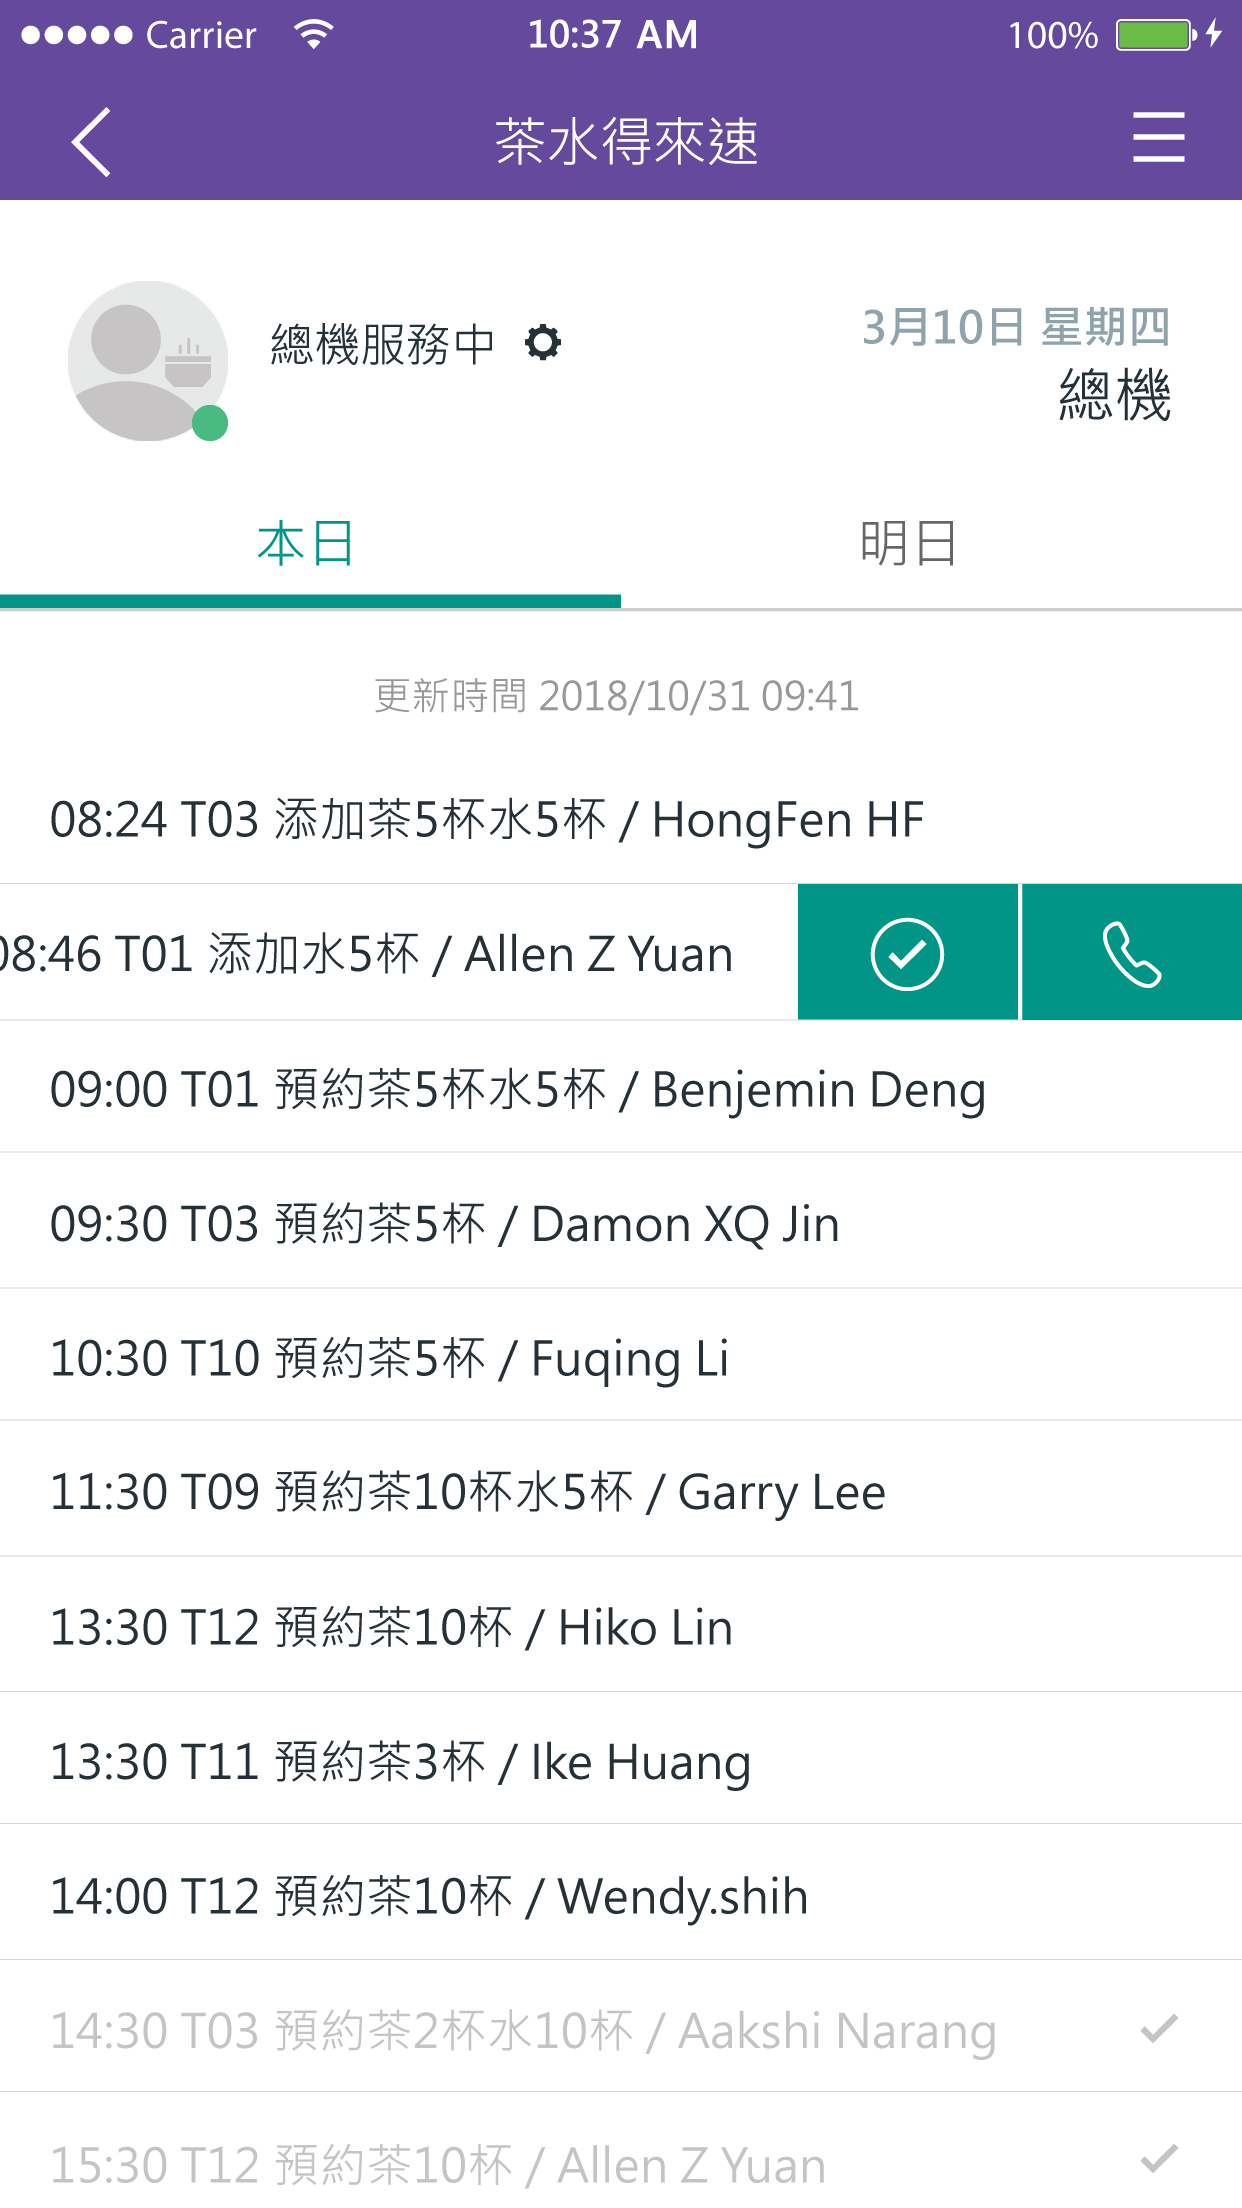 Carrier 10:37 AM 100%
茶水得來速
總機服務中
3月10日 星期四
總機
本日 明日
更新時間 2018/10/31 09:41
08:24 T03 添加茶5杯水5杯 / HongFen HF
08:46 T01 添加水5杯 / Allen Z Yuan
09:00 T01 預約茶5杯水5杯 / Benjemin Deng
09:30 T03 預約茶5杯 / Damon XQ Jin
10:30 T10 預約茶5杯 / Fuqing Li
11:30 T09 預約茶10杯水5杯 / Garry Lee
13:30 T12 預約茶10杯 / Hiko Lin
13:30 T11 預約茶3杯 / Ike Huang
14:00 T12 預約茶10杯 / Wendy.shih
14:30 T03 預約茶2杯水10杯 / Aakshi Narang
15:30 T12 預約茶10杯 / Allen Z Yuan